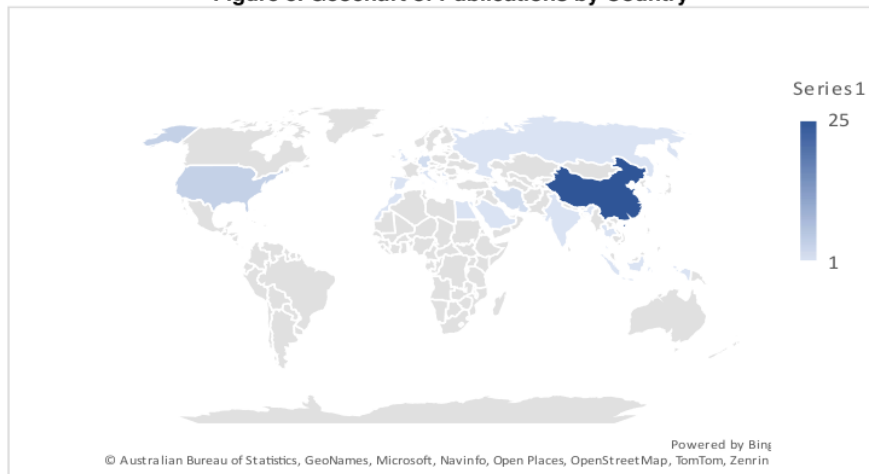 Series1
25
1
Powered by Bing
© Australian Bureau of Statistics, GeoNames, Microsoft, Navinfo, Open Places, OpenStreetMap, TomTom, Zenrin